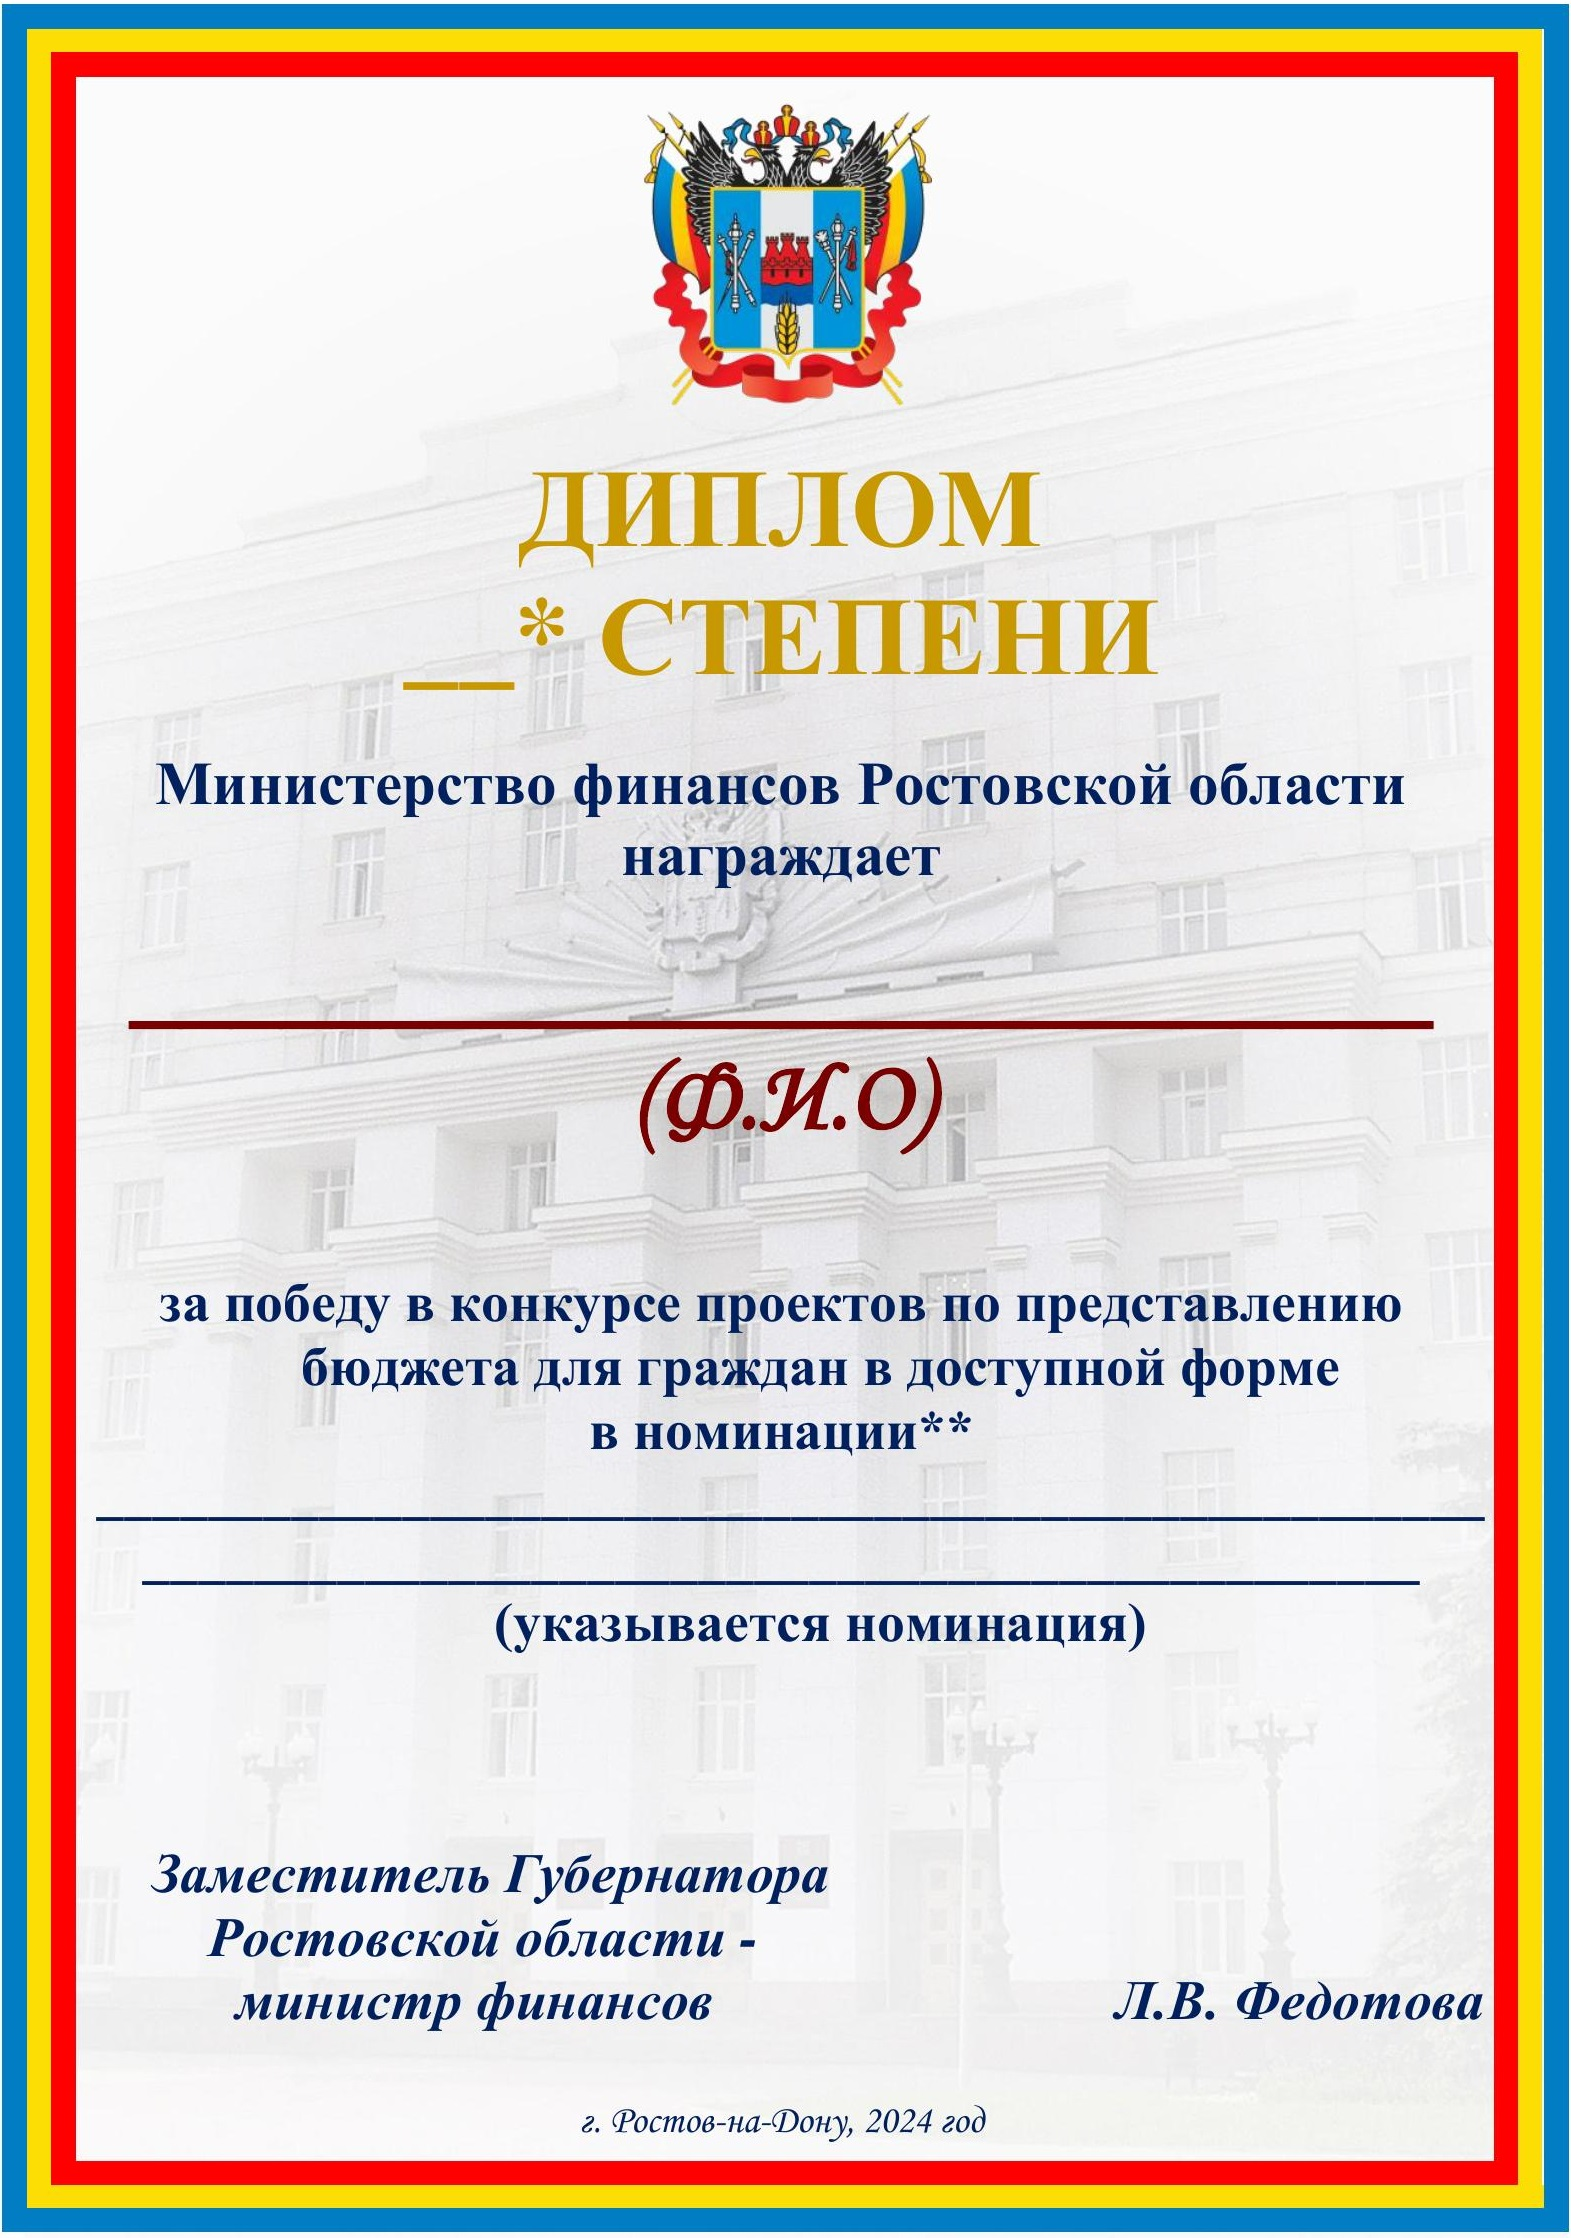 ДИПЛОМ
__* СТЕПЕНИ
Министерство финансов Ростовской области
награждает
(Ф.И.О)
за победу в конкурсе проектов по представлению
бюджета для граждан в доступной форме
в номинации**
(указывается номинация)
Заместитель Губернатора
Ростовской области -
министр финансов
Л.В. Федотова
г. Ростов-на-Дону, 2024 год